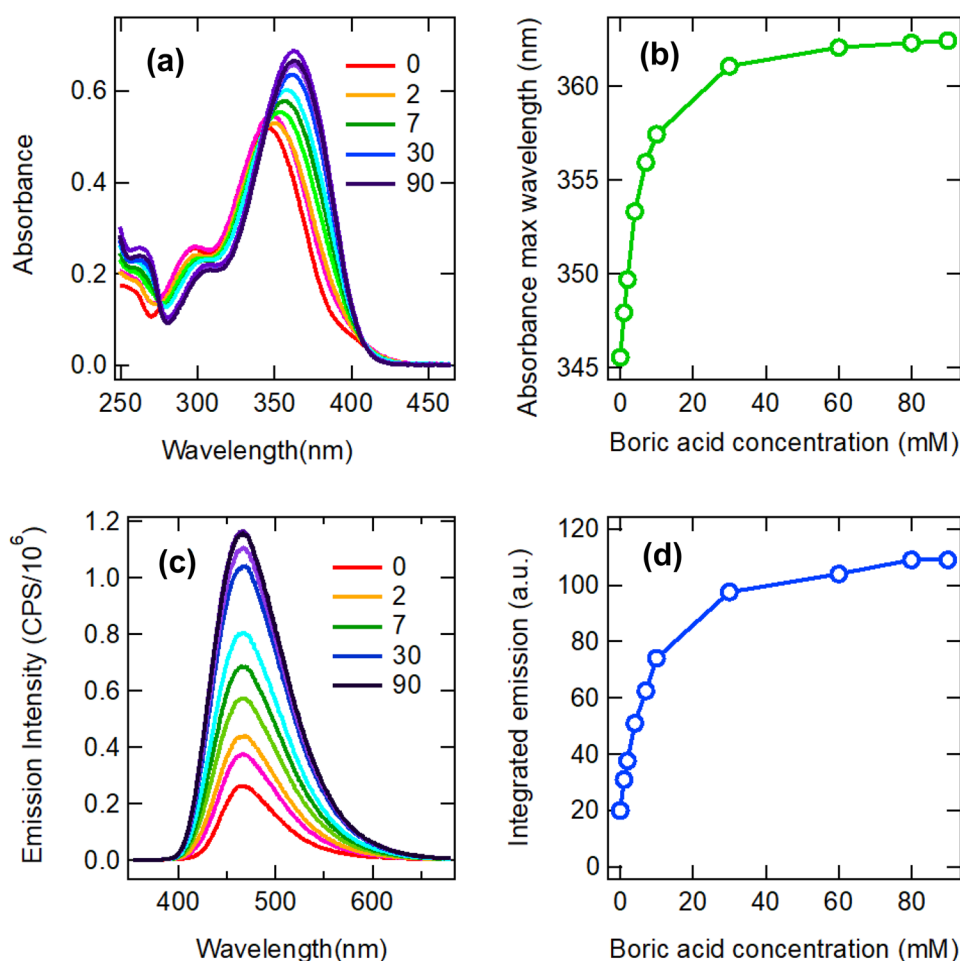 (a)
0
2
7
30
90
0.6
0.4
0.2
0.0
250 300 350 400 450
Absorbance
Wavelength(nm)
(b)
360
355
350
345
0 20 40 60 80
Absorbance max wavelength (nm)
Boric acid concentration (mM)
(c)
0
2
7
30
90
1.2
1.0
0.8
0.6
0.4
0.2
0.0
400 500 600
Emission Intensity (CPS/10⁶)
Wavelength(nm)
(d)
120
100
80
60
40
20
0
0 20 40 60 80
Integrated emission (a.u.)
Boric acid concentration (mM)